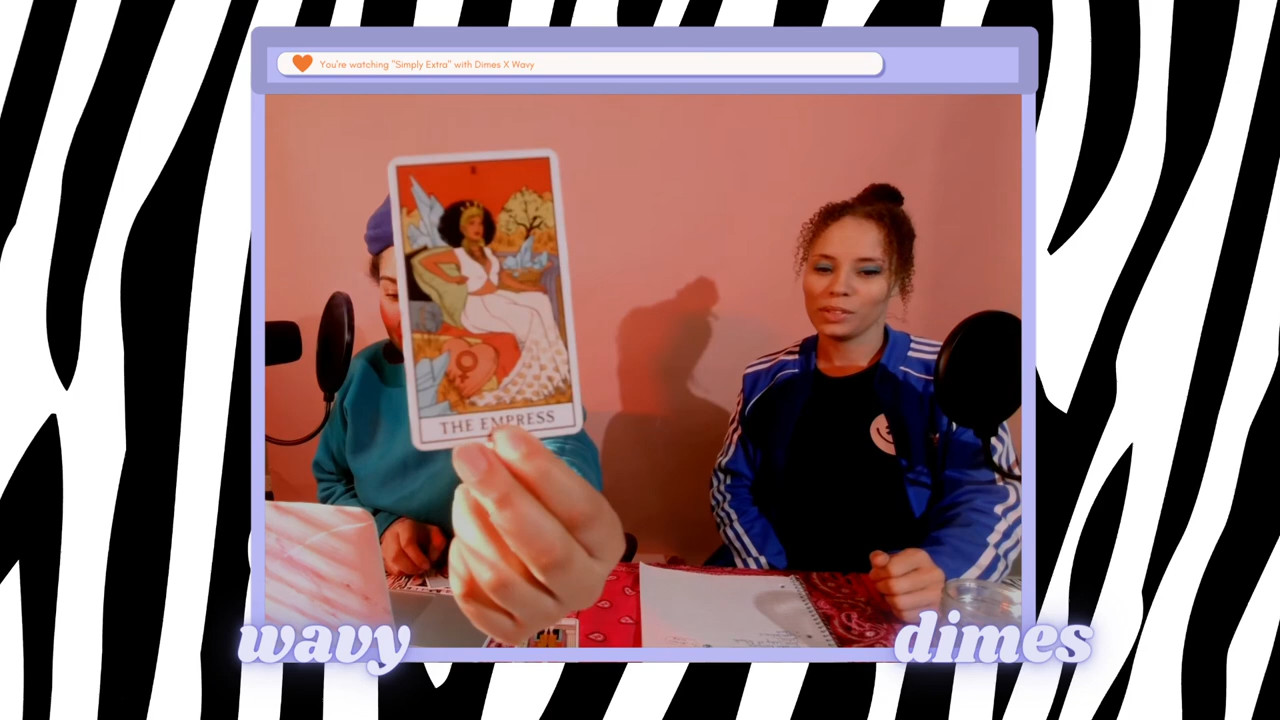 You're watching "Simply Extra" with Dimes X Wavy
THE EMPRESS
wavy
dimes